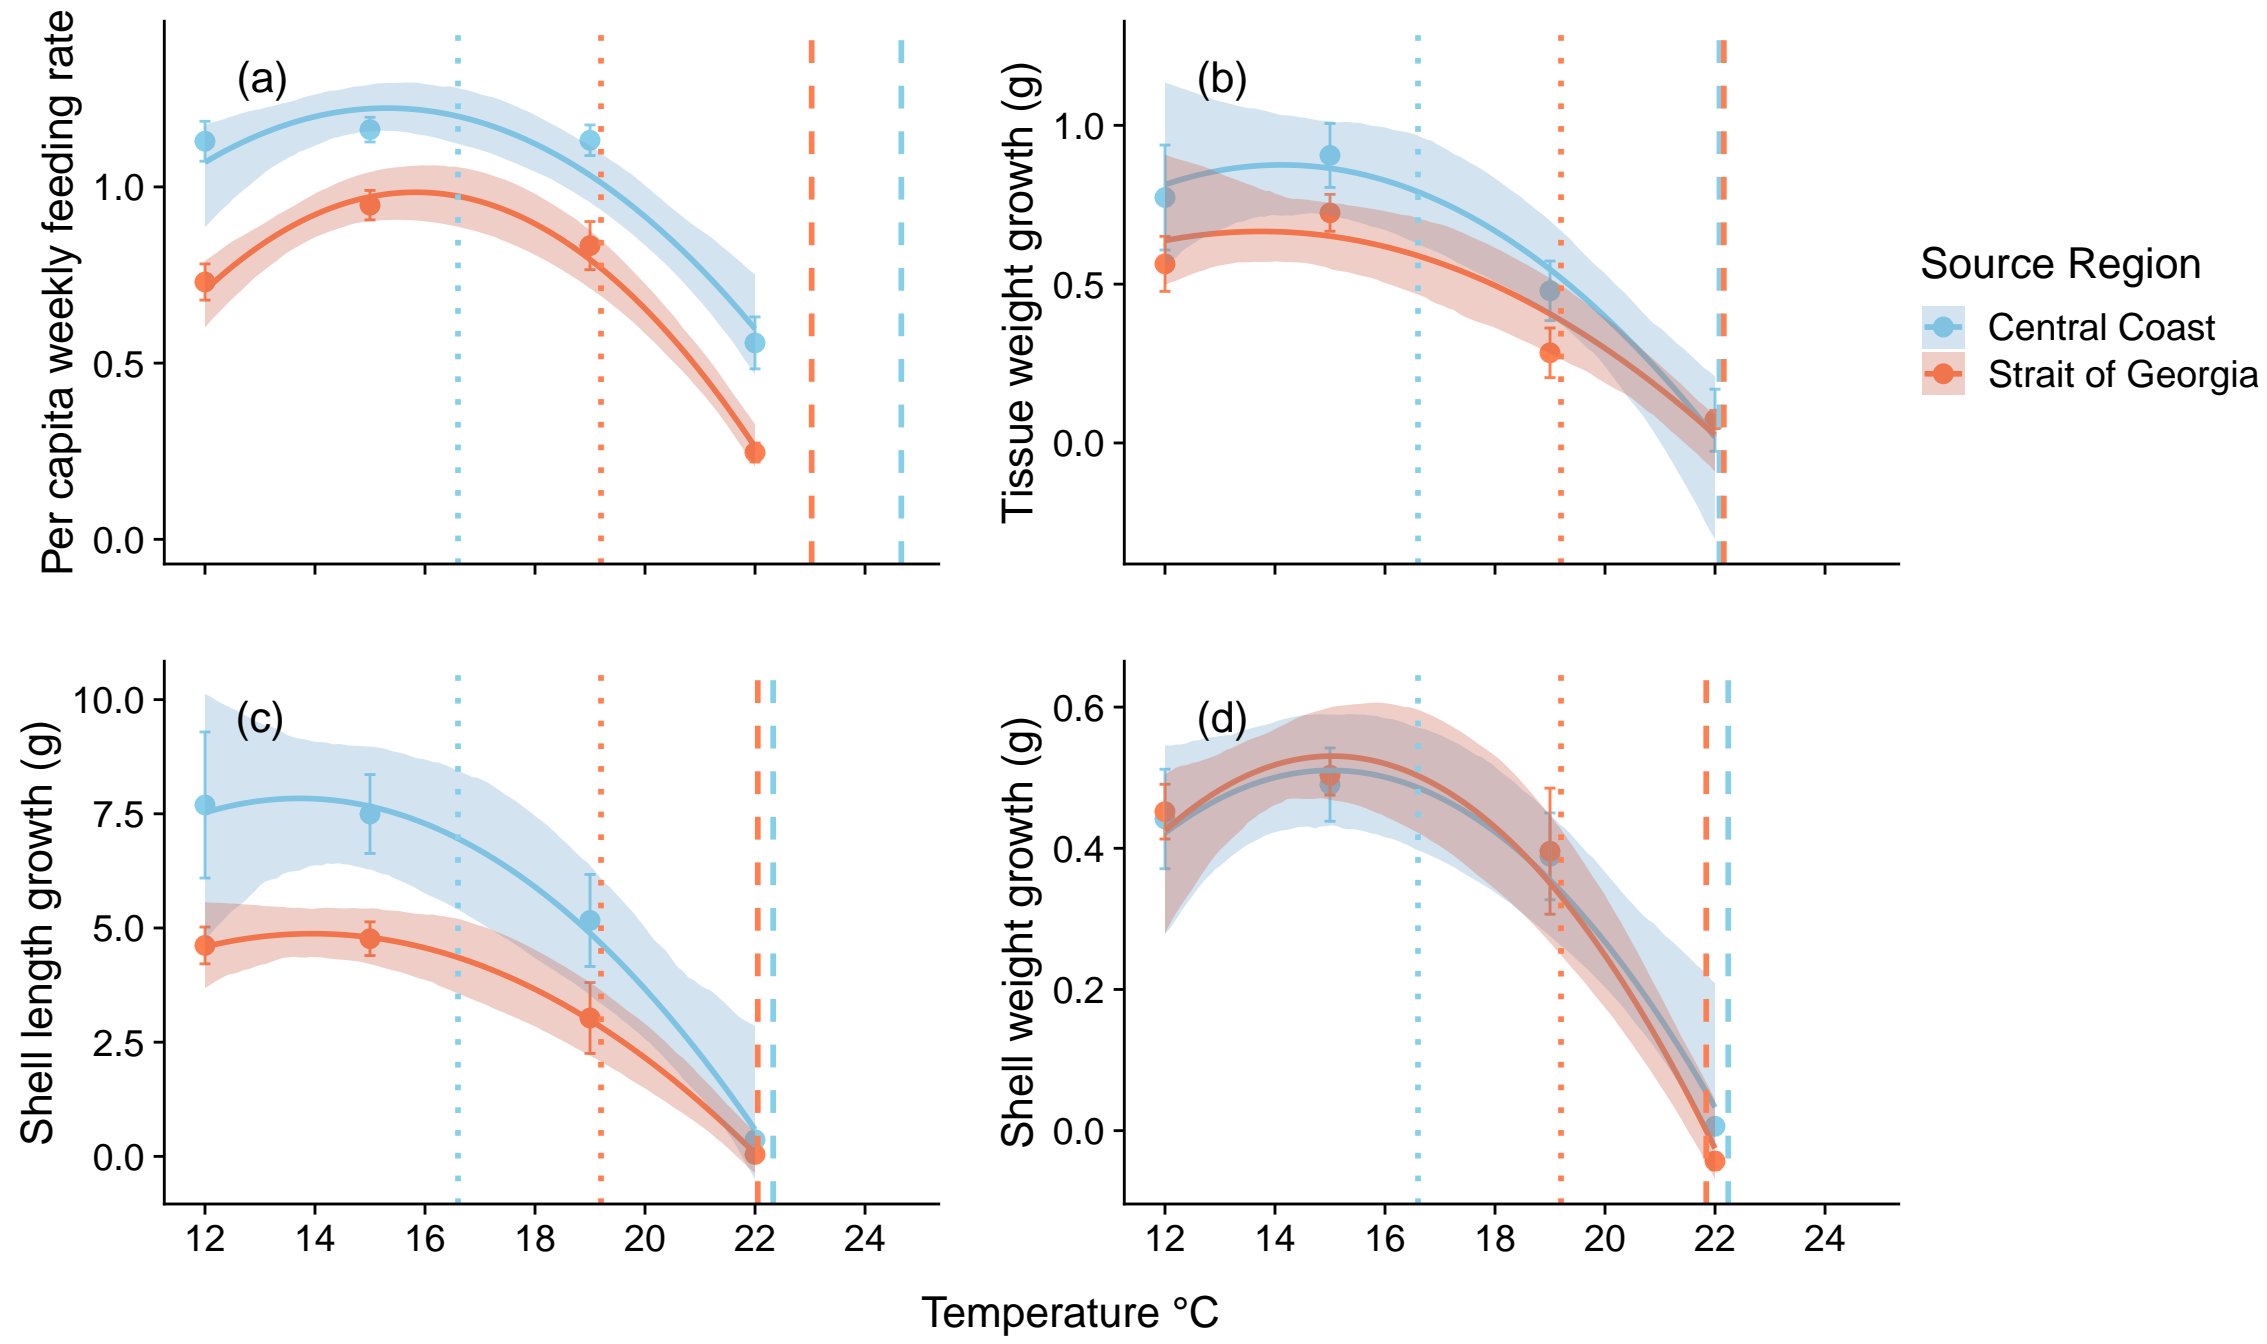 Per capita weekly feeding rate
(a)
1.0
0.5
0.0
Tissue weight growth (g)
(b)
1.0
0.5
0.0
Source Region
Central Coast
Strait of Georgia
Shell length growth (g)
(c)
10.0
7.5
5.0
2.5
0.0
12 14 16 18 20 22 24
Shell weight growth (g)
(d)
0.6
0.4
0.2
0.0
12 14 16 18 20 22 24
Temperature °C